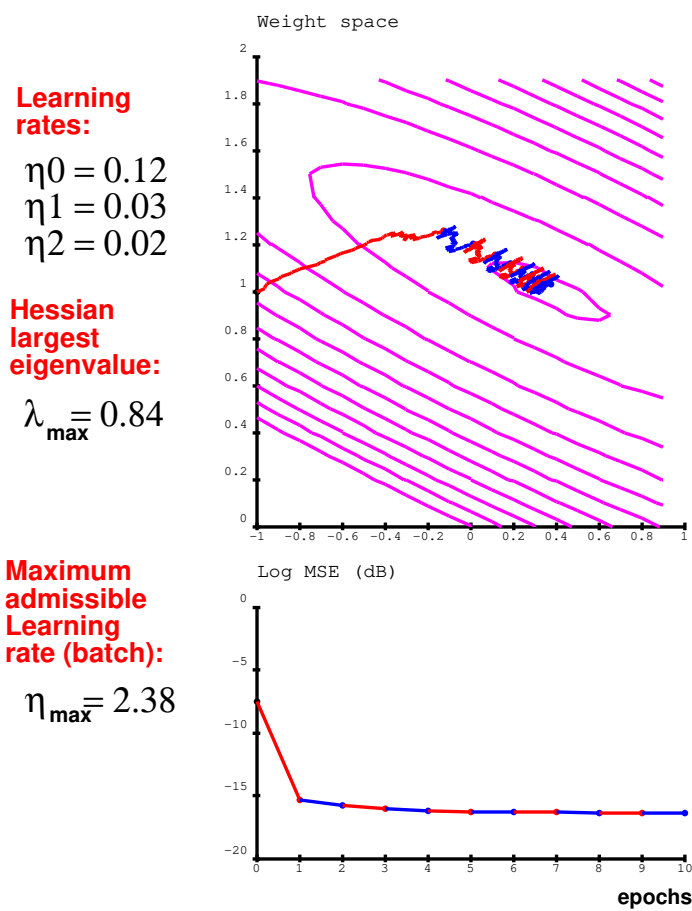 Weight space
Learning
rates:
η0 = 0.12
η1 = 0.03
η2 = 0.02
Hessian
largest
eigenvalue:
λmax = 0.84
2
1.8
1.6
1.4
1.2
1
0.8
0.6
0.4
0.2
0
-1 -0.8 -0.6 -0.4 -0.2 0 0.2 0.4 0.6 0.8 1
Maximum
admissible
Learning
rate (batch):
ηmax = 2.38
Log MSE (dB)
0
-5
-10
-15
-20
0 1 2 3 4 5 6 7 8 9 10
epochs